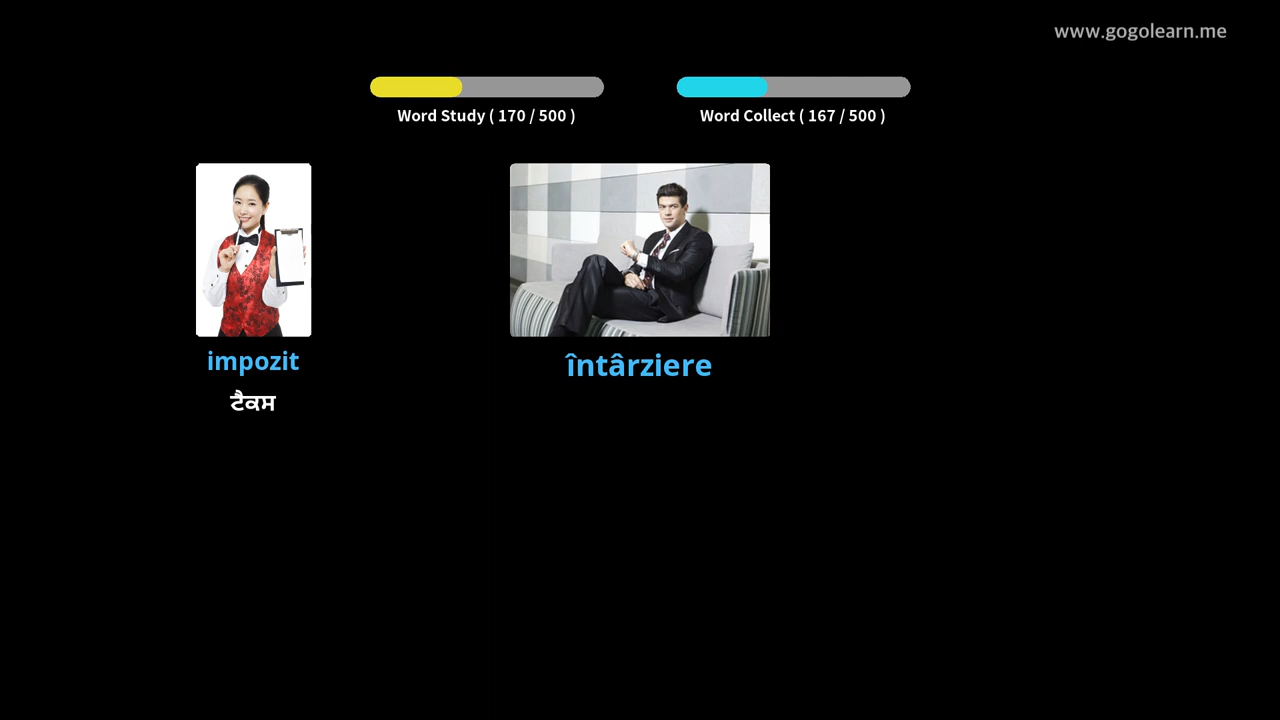 www.gogolearn.me
Word Study ( 170 / 500 )
Word Collect ( 167 / 500 )
impozit
ਟੈਕਸ
întârziere